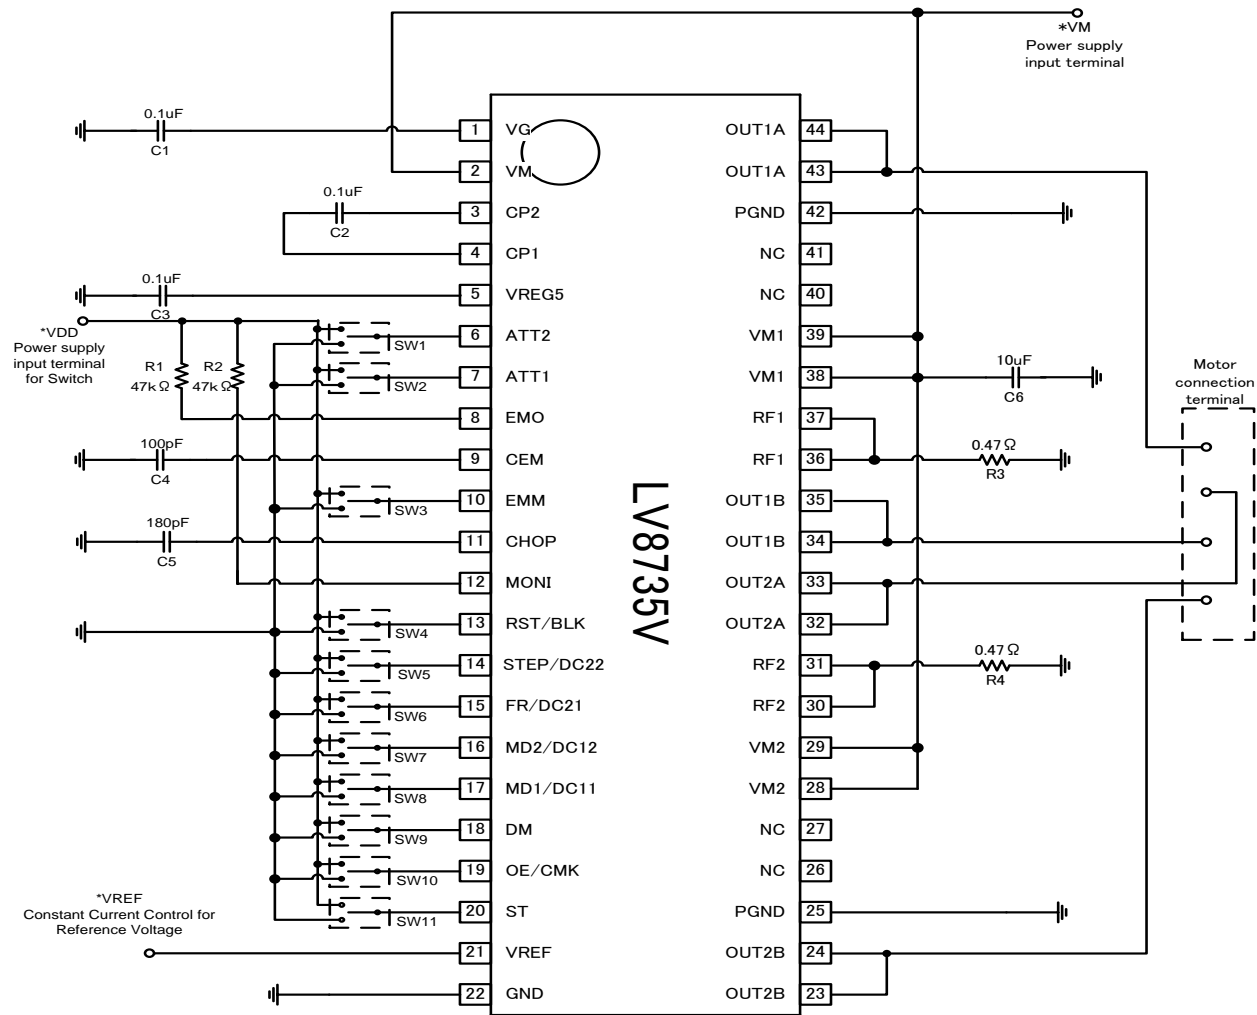 *VM
Power supply
input terminal
0.1uF
C1
0.1uF
C2
0.1uF
C3
*VDD
Power supply
input terminal
for Switch
R1
47kΩ
R2
47kΩ
100pF
C4
180pF
C5
SW1
SW2
SW3
SW4
SW5
SW6
SW7
SW8
SW9
SW10
SW11
*VREF
Constant Current Control for
Reference Voltage
1 VG
2 VM
3 CP2
4 CP1
5 VREG5
6 ATT2
7 ATT1
8 EMO
9 CEM
10 EMM
11 CHOP
12 MONI
13 RST/BLK
14 STEP/DC22
15 FR/DC21
16 MD2/DC12
17 MD1/DC11
18 DM
19 OE/CMK
20 ST
21 VREF
22 GND
LV8735V
OUT1A 44
OUT1A 43
PGND 42
NC 41
NC 40
VM1 39
VM1 38
RF1 37
RF1 36
OUT1B 35
OUT1B 34
OUT2A 33
OUT2A 32
RF2 31
RF2 30
VM2 29
VM2 28
NC 27
NC 26
PGND 25
OUT2B 24
OUT2B 23
10uF
C6
0.47Ω
R3
0.47Ω
R4
Motor
connection
terminal